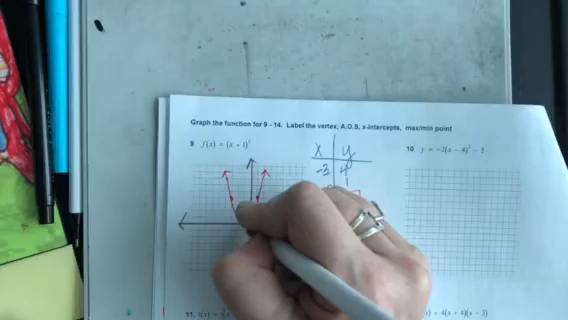 Graph the function for 9 - 14. Label the vertex, A.O.S, x-intercepts, max/min point
9 f(x) = (x + 1)²
x y
-3 4
10 y = -2(x - 4)² - 5
11.
= 4(x + 4)(x - 3)